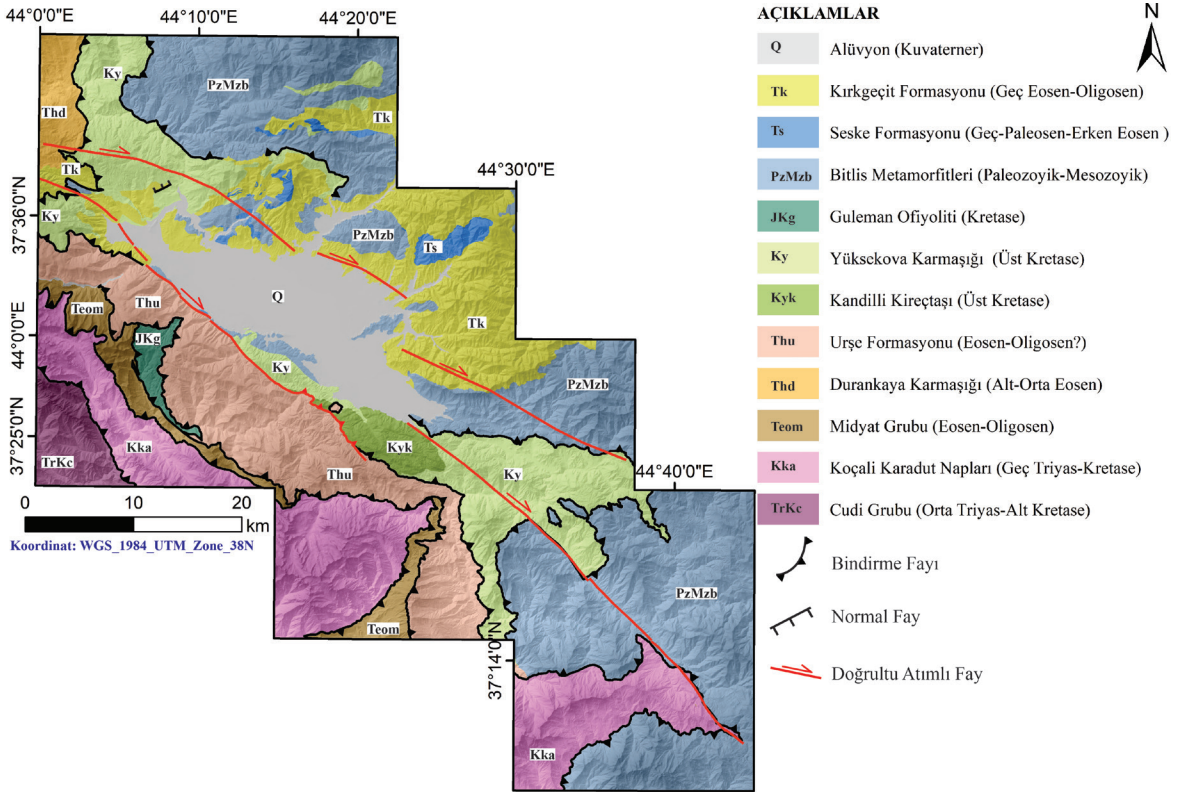 44°0'0"E
44°10'0"E
44°20'0"E
44°30'0"E
44°40'0"E
37°36'0"N
44°0'0"E
37°25'0"N
37°14'0"N
Ky
PzMzb
Thd
Tk
Tk
Ky
PzMzb
Ts
Q
Thu
Teom
JKg
Tk
Ky
PzMzb
Kka
TrKc
Kyk
Thu
Ky
PzMzb
Teom
Kka
0 10 20
km
Koordinat: WGS_1984_UTM_Zone_38N
AÇIKLAMLAR
N
Q Alüvyon (Kuvaterner)
Tk Kırkgeçit Formasyonu (Geç Eosen-Oligosen)
Ts Seske Formasyonu (Geç-Paleosen-Erken Eosen )
PzMzb Bitlis Metamorfitleri (Paleozoyik-Mesozoyik)
JKg Guleman Ofiyoliti (Kretase)
Ky Yüksekova Karmaşığı (Üst Kretase)
Kyk Kandilli Kireçtaşı (Üst Kretase)
Thu Urşe Formasyonu (Eosen-Oligosen?)
Thd Durankaya Karmaşığı (Alt-Orta Eosen)
Teom Midyat Grubu (Eosen-Oligosen)
Kka Koçali Karadut Napları (Geç Triyas-Kretase)
TrKc Cudi Grubu (Orta Triyas-Alt Kretase)
Bindirme Fayı
Normal Fay
Doğrultu Atımlı Fay